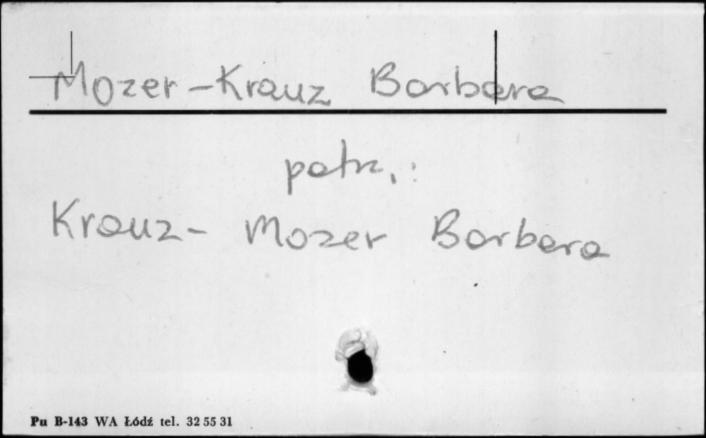 Mozer-Krauz Barbara
patrz.:
Krauz- Mozer Barbara
Pu B-143 WA Łódź tel. 32 55 31